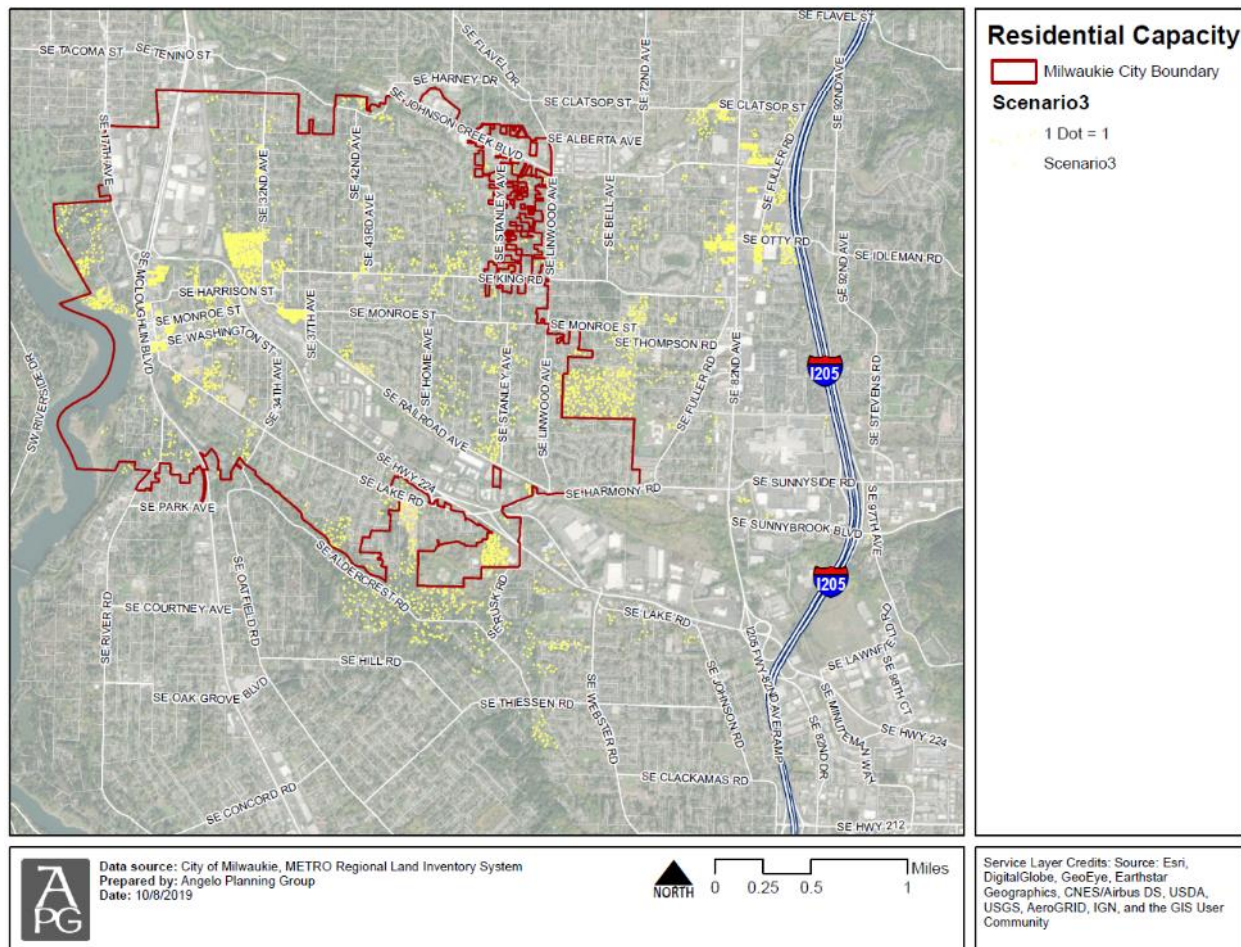 SE FLAVEL ST
SE TACOMA ST
SE TENINO ST
SE FLAVEL DR
SE 72ND AVE
SE 92ND AVE
SE HARNEY DR
SE CLATSOP ST
SE CLATSOP ST
SE JOHNSON CREEK BLVD
SE ALBERTA AVE
SE 17TH AVE
SE 32ND AVE
SE 42ND AVE
SE 43RD AVE
SE STANLEY AVE
SE LINWOOD AVE
SE BELL AVE
SE FULLER RD
SE OTTY RD
SE IDLEMAN RD
SE 92ND AVE
SE KING RD
SE MCLOUGHLIN BLVD
SE HARRISON ST
SE MONROE ST
SE WASHINGTON ST
SE 37TH AVE
SE MONROE ST
SE MONROE ST
SE THOMPSON RD
SE 34TH AVE
SE HOME AVE
SE STANLEY AVE
SE LINWOOD AVE
SE FULLER RD
SE 82ND AVE
I205
SE STEVENS RD
SW RIVERSIDE DR
SE RAILROAD AVE
SE HWY 224
SE LAKE RD
SE HARMONY RD
SE SUNNYSIDE RD
SE SUNNYBROOK BLVD
SE 97TH AVE
SE PARK AVE
I205
SE ALDERCREST RD
SE RUSK RD
SE COURTNEY AVE
SE RIVER RD
SE OATFIELD RD
SE LAKE RD
SE HILL RD
SE OAK GROVE BLVD
SE THIESSEN RD
SE WEBSTER RD
SE JOHNSON RD
I205 FWY-82ND AVE RAMP
SE 98TH CT
SE MINUTEMAN WAY
SE HWY 224
SE 82ND DR
SE CLACKAMAS RD
SE CONCORD RD
SE HWY 212
Residential Capacity
Milwaukie City Boundary
Scenario3
1 Dot = 1
Scenario3
APG
Data source: City of Milwaukie, METRO Regional Land Inventory System
Prepared by: Angelo Planning Group
Date: 10/8/2019
NORTH
0 0.25 0.5 1
Miles
Service Layer Credits: Source: Esri,
DigitalGlobe, GeoEye, Earthstar
Geographics, CNES/Airbus DS, USDA,
USGS, AeroGRID, IGN, and the GIS User
Community